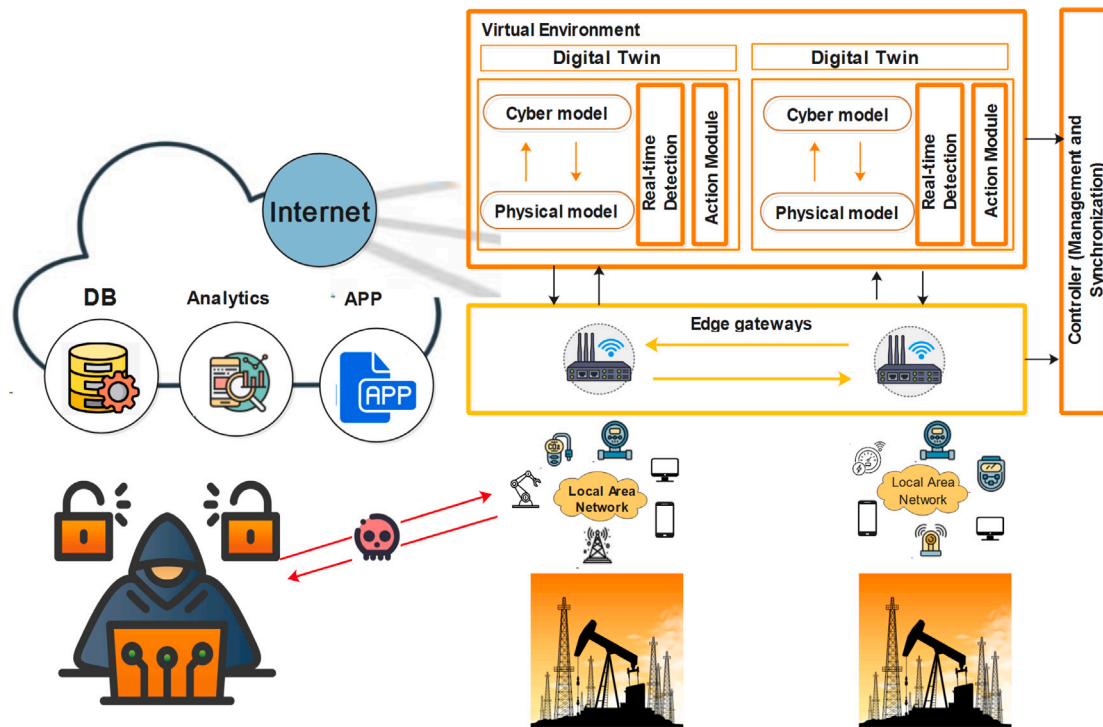 Virtual Environment
Digital Twin
Digital Twin
Cyber model
Physical model
Real-time
Detection
Action Module
Cyber model
Physical model
Real-time
Detection
Action Module
Controller (Management and
Synchronization)
Internet
DB
Analytics
APP
APP
Edge gateways
CO2
Local Area
Network
Local Area
Network